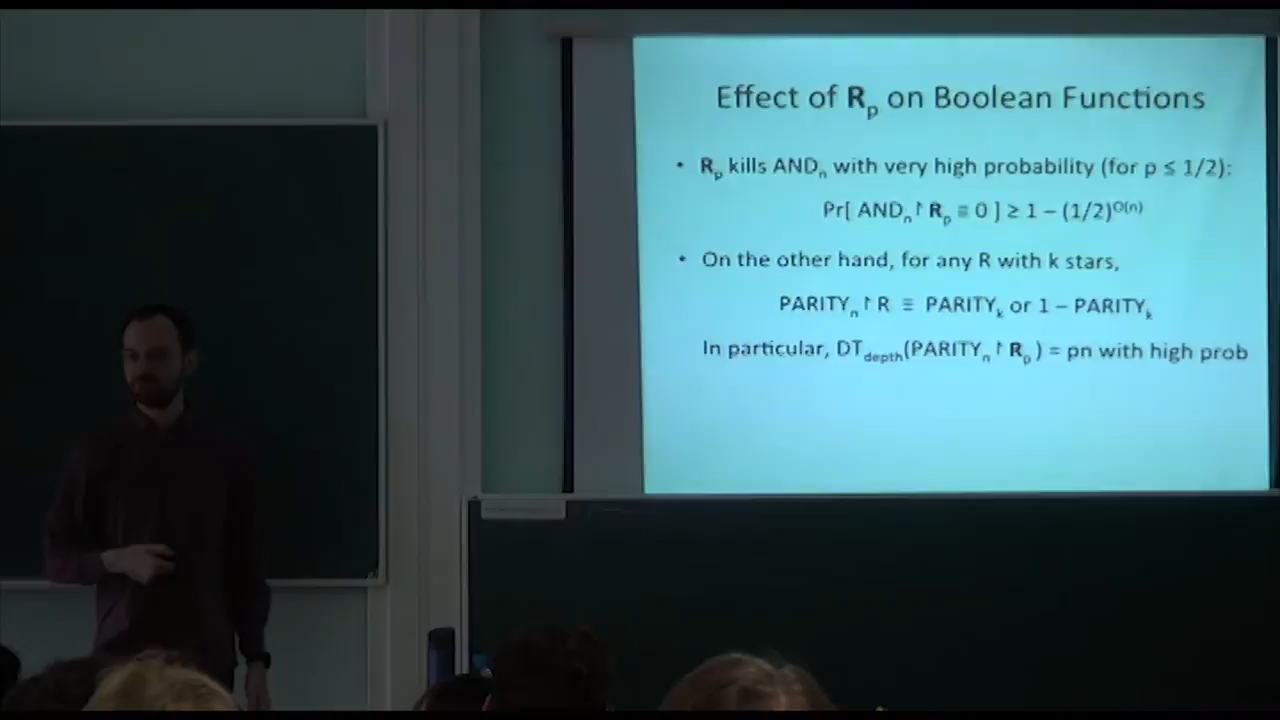 Effect of Rp on Boolean Functions
• Rp kills ANDn with very high probability (for p ≤ 1/2):
Pr[ ANDn↾Rp ≡ 0 ] ≥ 1 – (1/2)^O(n)
• On the other hand, for any R with k stars,
PARITYn↾R ≡ PARITYk or 1 – PARITYk
In particular, DTdepth(PARITYn↾Rp) = pn with high prob